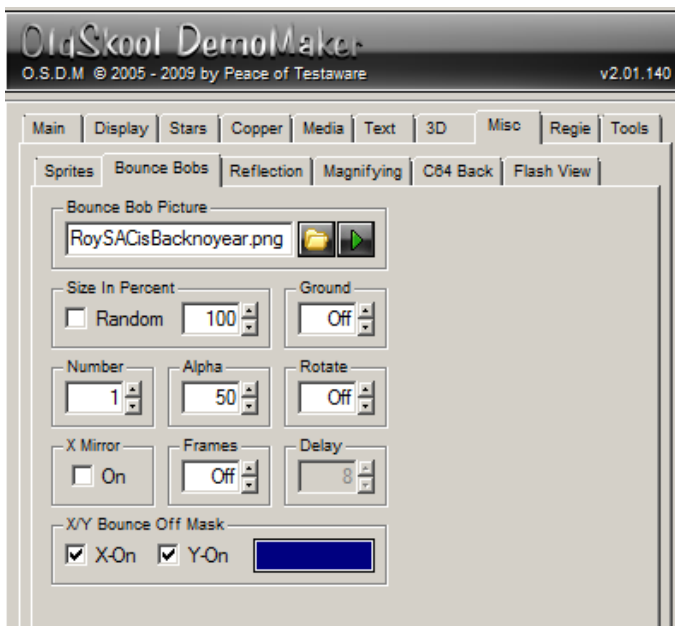 OldSkool DemoMaker
O.S.D.M © 2005 - 2009 by Peace of Testaware v2.01.140
Main Display Stars Copper Media Text 3D Misc Regie Tools
Sprites Bounce Bobs Reflection Magnifying C64 Back Flash View
Bounce Bob Picture
RoySACisBacknoyear.png
Size In Percent Ground
Random 100 Off
Number Alpha Rotate
1 50 Off
X Mirror Frames Delay
On Off 8
X/Y Bounce Off Mask
X-On Y-On